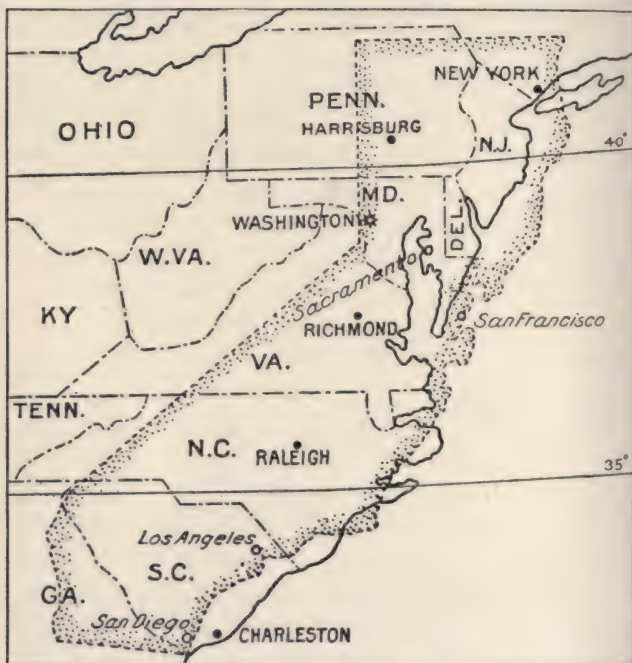 NEW YORK
PENN.
OHIO
HARRISBURG
N.J.
40°
MD.
WASHINGTON
DEL.
W.VA.
Sacramento
KY
RICHMOND
San Francisco
VA.
TENN.
N.C.
RALEIGH
35°
Los Angeles
S.C.
GA.
San Diego
CHARLESTON